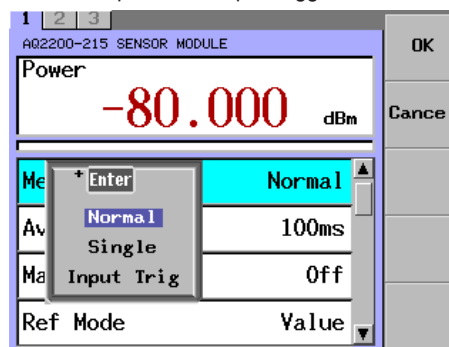 1 2 3
AQ2200-215 SENSOR MODULE
OK
Power
-80.000 dBm
Cance
Me Normal
Enter
Normal
Av 100ms
Single
Ma Off
Input Trig
Ref Mode Value